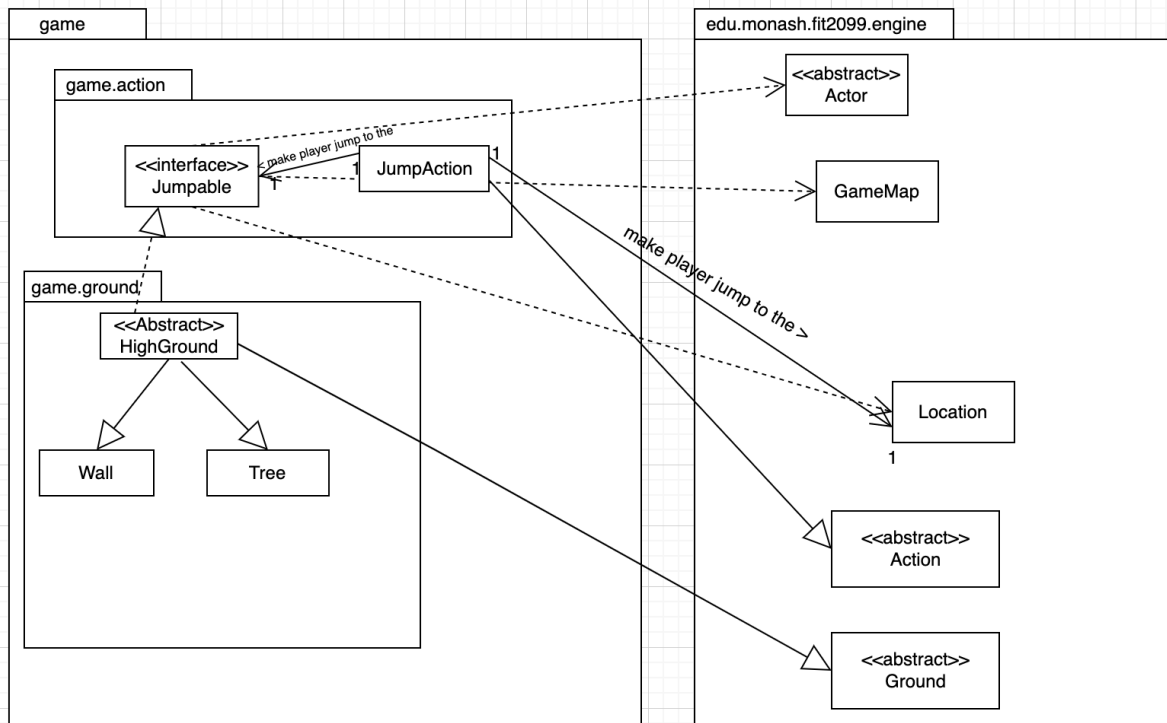 game
edu.monash.fit2099.engine
game.action
<<abstract>>
Actor
< make player jump to the
<<interface>>
Jumpable
1
1
JumpAction
1
GameMap
make player jump to the >
game.ground
<<Abstract>>
HighGround
Location
1
Wall
Tree
<<abstract>>
Action
<<abstract>>
Ground